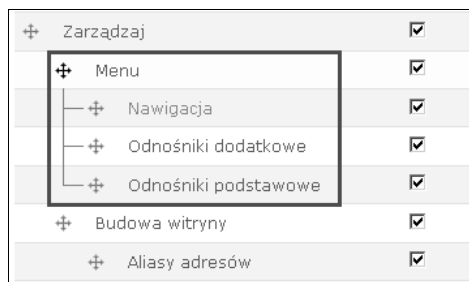 Zarządzaj
Menu
Nawigacja
Odnośniki dodatkowe
Odnośniki podstawowe
Budowa witryny
Aliasy adresów